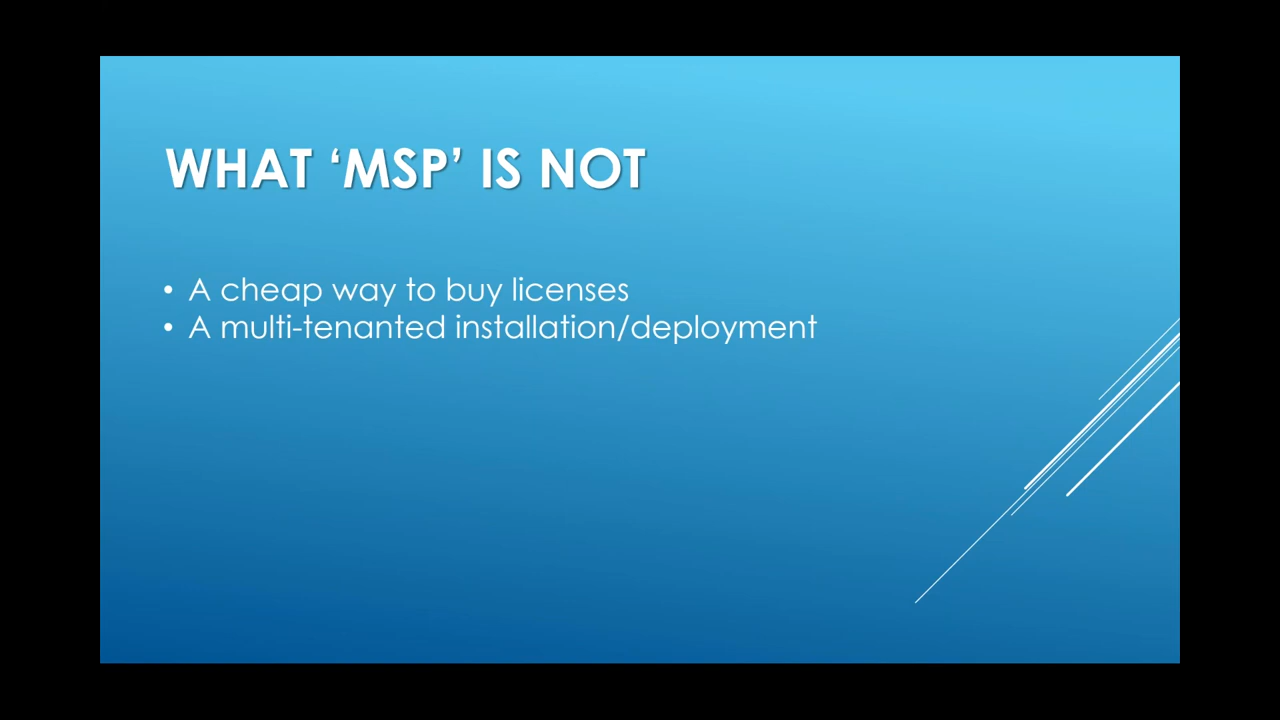 WHAT ‘MSP’ IS NOT
• A cheap way to buy licenses
• A multi-tenanted installation/deployment